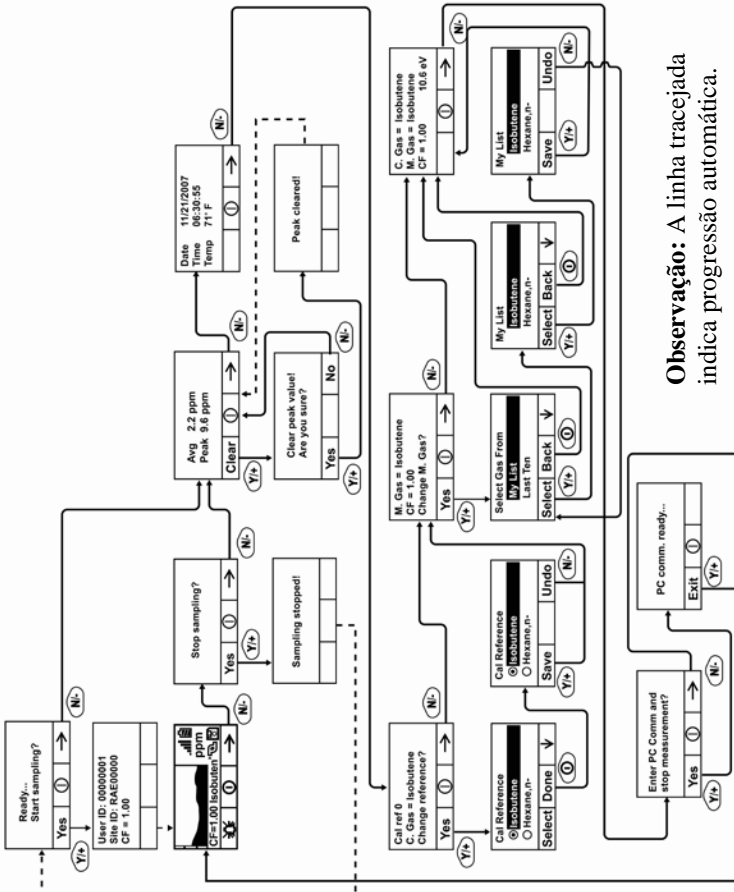 Ready...
Start sampling?
Yes
Y/+
N/-
User ID: 00000001
Site ID: RAE00000
CF = 1.00
ppm
CF=1.00 Isobuten
N/-
Stop sampling?
Yes
Y/+
N/-
Sampling stopped!
Avg 2.2 ppm
Peak 9.6 ppm
Clear
Y/+
N/-
Clear peak value!
Are you sure?
Yes No
Y/+
N/-
Date 11/21/2007
Time 06:30:55
Temp 71° F
N/-
Peak cleared!
Cal ref 0
C. Gas = Isobutene
Change reference?
Yes
Y/+
N/-
Cal Reference
Isobutene
Hexane,n-
Select Done
Cal Reference
Isobutene
Hexane,n-
Save Undo
Y/+
N/-
M. Gas = Isobutene
CF = 1.00
Change M. Gas?
Yes
Y/+
N/-
Select Gas From
My List
Last Ten
Select Back
Y/+
My List
Isobutene
Hexane,n-
Select Back
Y/+
C. Gas = Isobutene
M. Gas = Isobutene
CF = 1.00 10.6 eV
N/-
My List
Isobutene
Hexane,n-
Save Undo
Y/+
N/-
Enter PC Comm and
stop measurement?
Yes
Y/+
N/-
PC comm. ready...
Exit
Y/+
Observação: A linha tracejada
indica progressão automática.